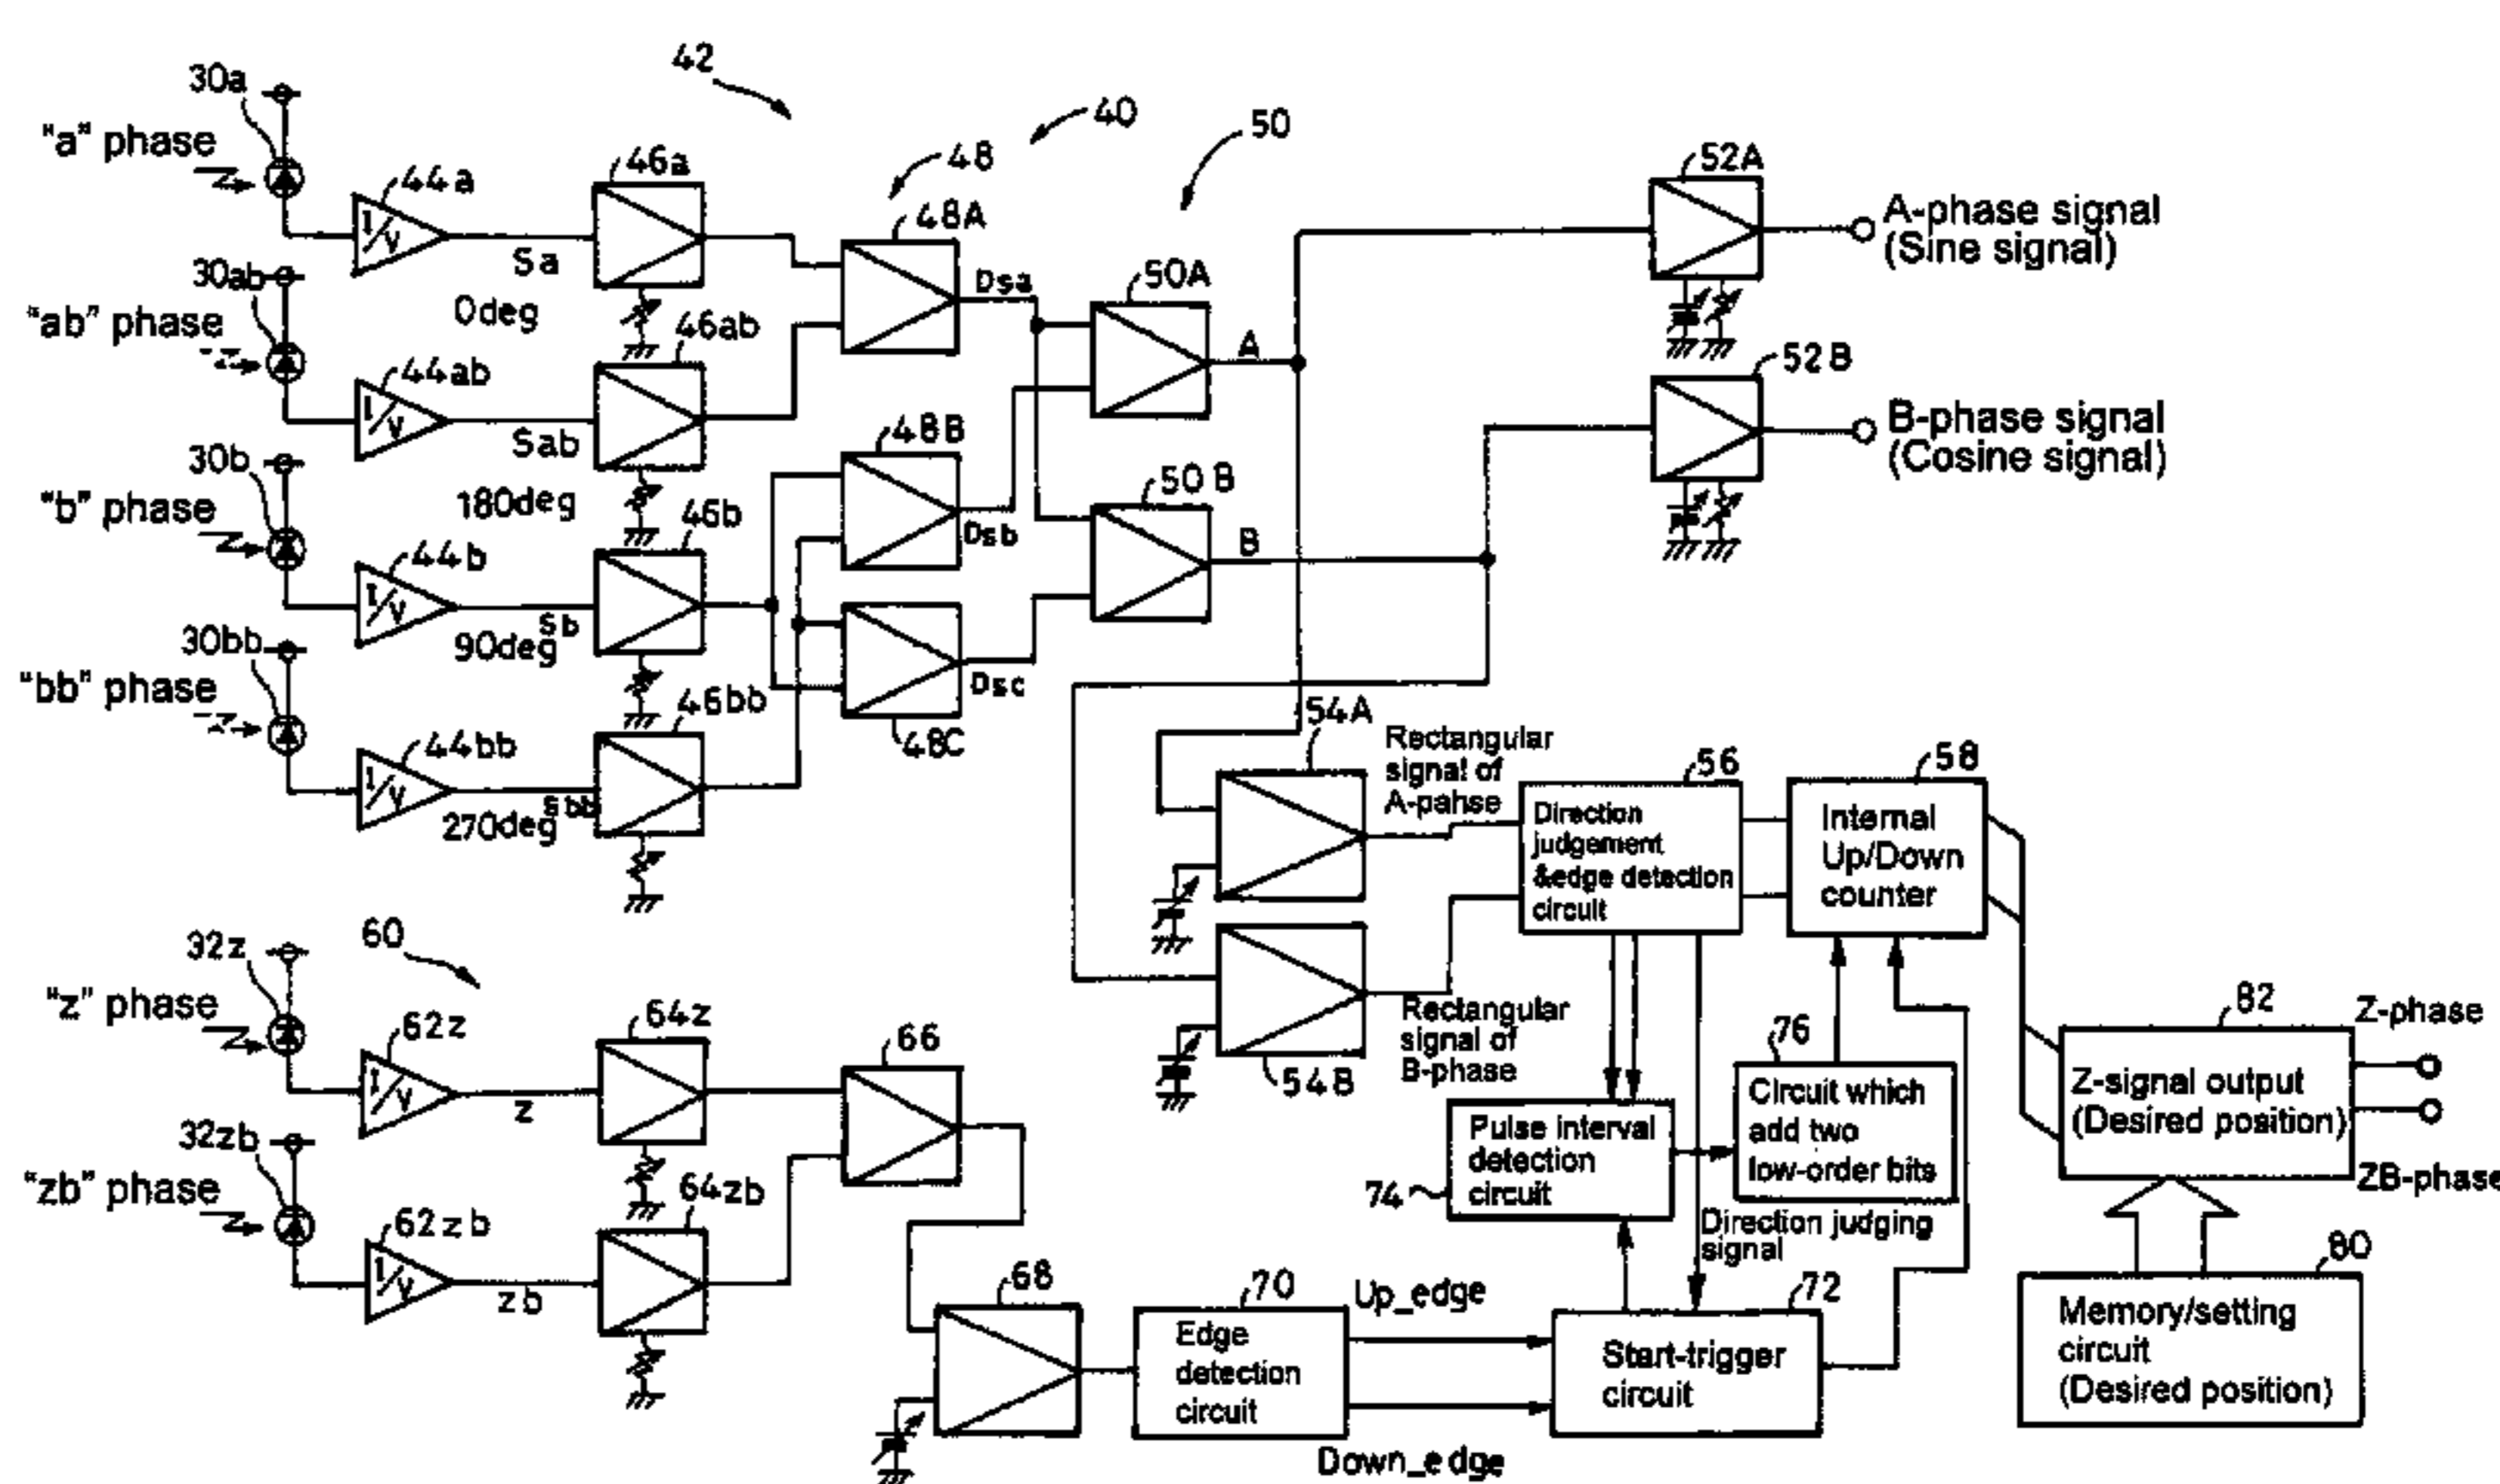 42
40
50
30a
"a" phase
44a
46a
48
48A
52A
A-phase signal
(Sine signal)
I/V
Sa
0deg
Dsa
50A
A
30ab
"ab" phase
44ab
46ab
I/V
Sab
180deg
52B
B-phase signal
(Cosine signal)
30b
"b" phase
44b
46b
48B
Dsb
50B
B
I/V
Sb
90deg
30bb
"bb" phase
44bb
46bb
48C
Dsc
I/V
Sbb
270deg
54A
Rectangular
signal of
A-pahse
56
Direction
judgement
&edge detection
circuit
58
Internal
Up/Down
counter
54B
Rectangular
signal of
B-phase
60
32z
"z" phase
62z
64z
66
I/V
z
32zb
"zb" phase
62zb
64zb
I/V
zb
74
Pulse interval
detection
circuit
76
Circuit which
add two
low-order bits
Direction judging
signal
82
Z-signal output
(Desired position)
Z-phase
ZB-phase
80
Memory/setting
circuit
(Desired position)
68
70
Edge
detection
circuit
Up_edge
Down_edge
72
Start-trigger
circuit